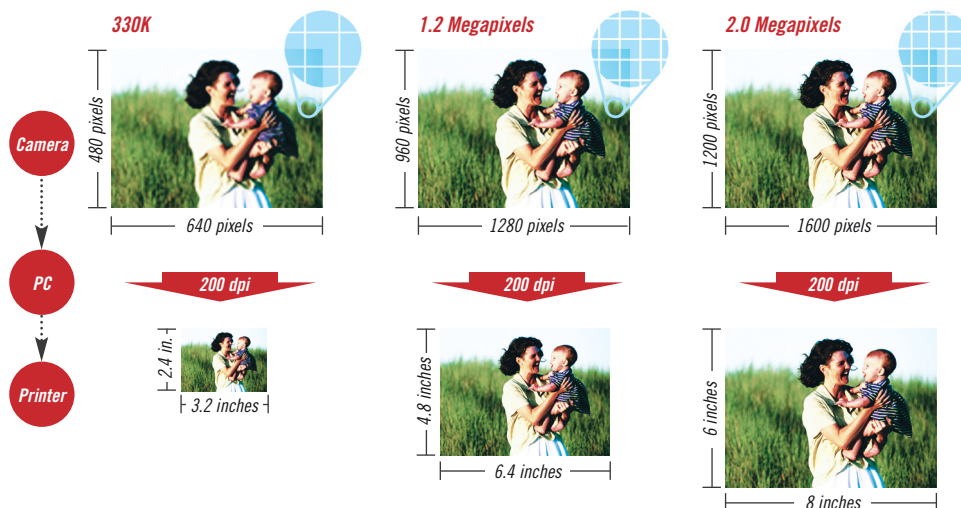 330K
1.2 Megapixels
2.0 Megapixels
480 pixels
960 pixels
1200 pixels
Camera
640 pixels
1280 pixels
1600 pixels
PC
200 dpi
200 dpi
200 dpi
2.4 in.
4.8 inches
6 inches
Printer
3.2 inches
6.4 inches
8 inches